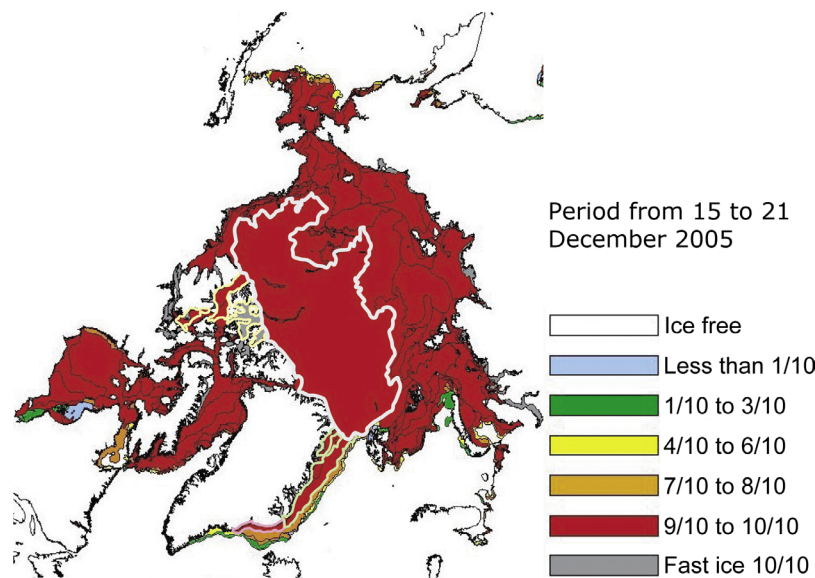 Period from 15 to 21
December 2005
Ice free
Less than 1/10
1/10 to 3/10
4/10 to 6/10
7/10 to 8/10
9/10 to 10/10
Fast ice 10/10